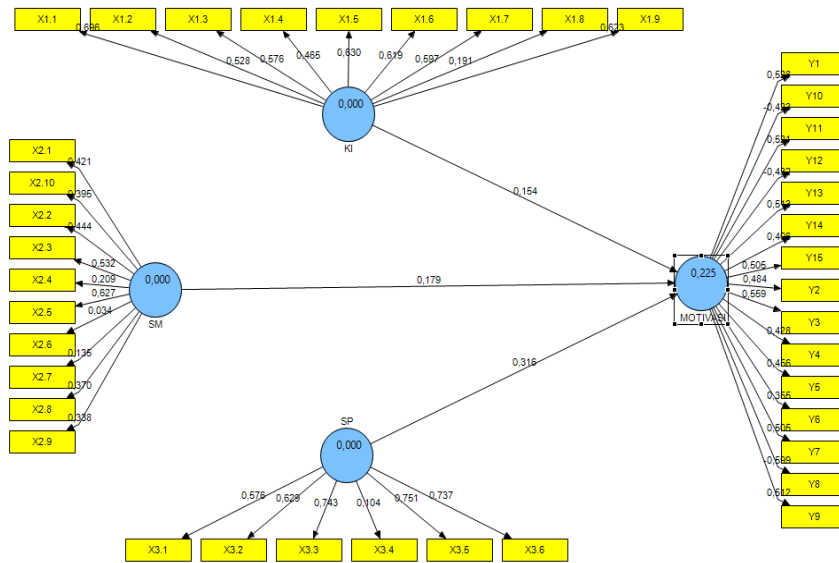 X1.1
X1.2
X1.3
X1.4
X1.5
X1.6
X1.7
X1.8
X1.9
0,528
0,576
0,465
0,630
0,619
0,597
0,191
0,623
0,000
KI
X2.1
X2.10
X2.2
X2.3
X2.4
X2.5
X2.6
X2.7
X2.8
X2.9
0,421
0,395
0,444
0,532
0,209
0,627
0,034
0,135
0,370
0,338
0,000
SM
0,154
0,179
0,316
SP
0,000
0,576
0,629
0,743
0,104
0,751
0,737
X3.1
X3.2
X3.3
X3.4
X3.5
X3.6
0,225
MOTIVASI
0,513
0,505
0,484
0,559
0,428
0,505
0,512
Y1
Y10
Y11
Y12
Y13
Y14
Y15
Y2
Y3
Y4
Y5
Y6
Y7
Y8
Y9